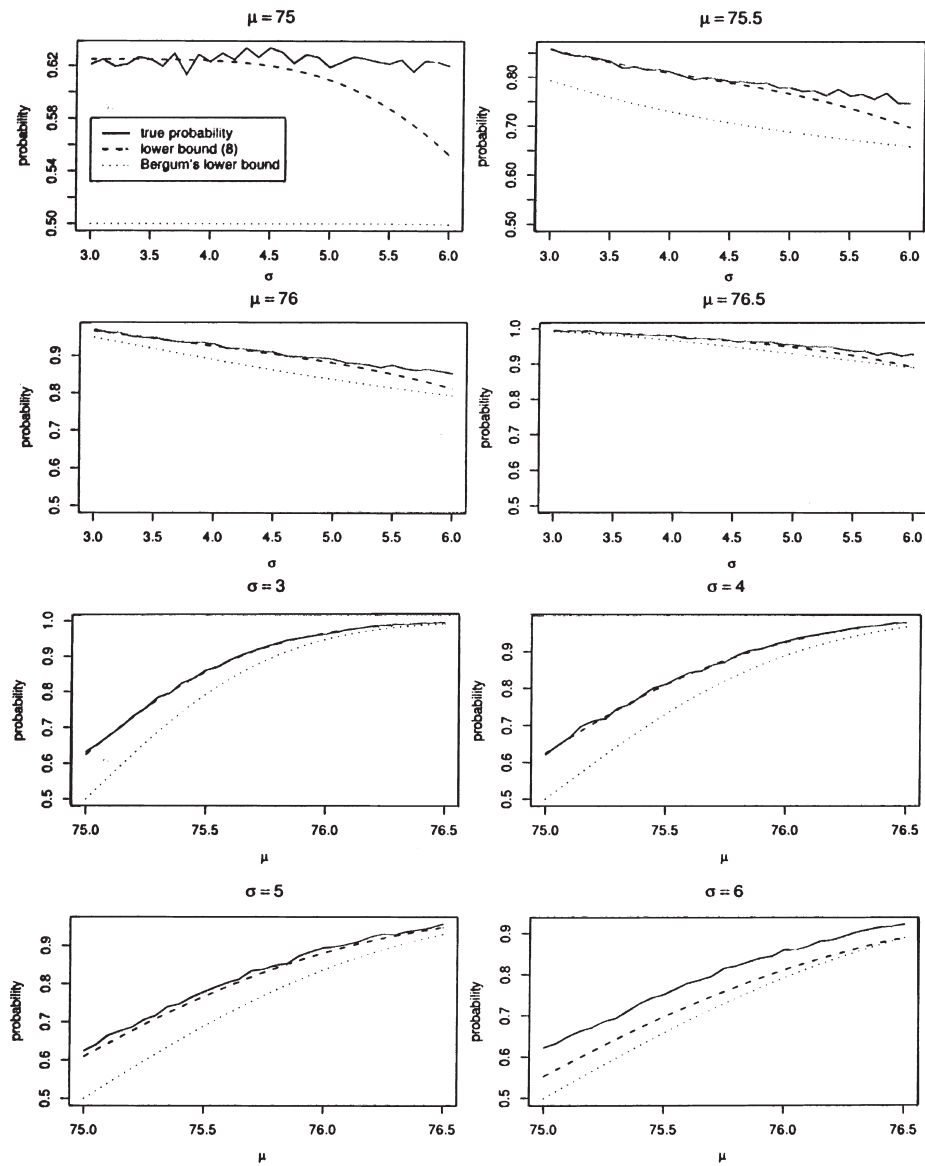 μ = 75
probability
0.50 0.54 0.58 0.62
true probability
lower bound (8)
Bergum's lower bound
3.0 3.5 4.0 4.5 5.0 5.5 6.0
σ
μ = 75.5
probability
0.50 0.60 0.70 0.80
3.0 3.5 4.0 4.5 5.0 5.5 6.0
σ
μ = 76
probability
0.5 0.6 0.7 0.8 0.9
3.0 3.5 4.0 4.5 5.0 5.5 6.0
σ
μ = 76.5
probability
0.5 0.6 0.7 0.8 0.9 1.0
3.0 3.5 4.0 4.5 5.0 5.5 6.0
σ
σ = 3
probability
0.5 0.6 0.7 0.8 0.9 1.0
75.0 75.5 76.0 76.5
μ
σ = 4
probability
0.5 0.6 0.7 0.8 0.9
75.0 75.5 76.0 76.5
μ
σ = 5
probability
0.5 0.6 0.7 0.8 0.9
75.0 75.5 76.0 76.5
μ
σ = 6
probability
0.5 0.6 0.7 0.8 0.9
75.0 75.5 76.0 76.5
μ